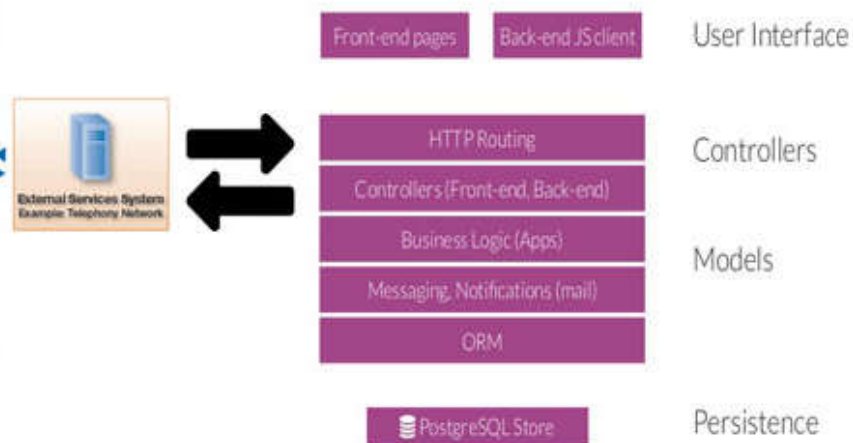 Front-end pages
Back-end JS client
User Interface
External Services System
Example: Telephony Network
HTTP Routing
Controllers (Front-end, Back-end)
Controllers
Business Logic (Apps)
Messaging, Notifications (mail)
Models
ORM
PostgreSQL Store
Persistence